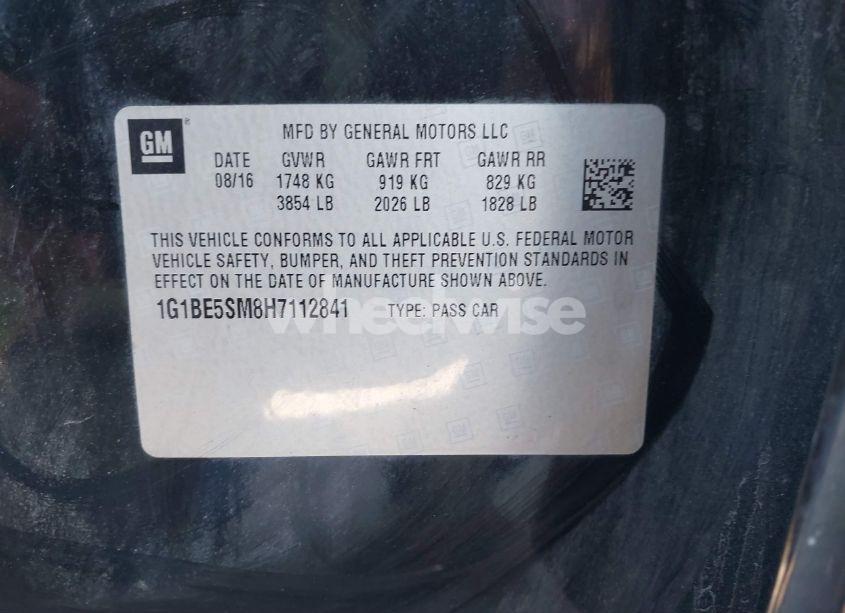 GM ®
MFD BY GENERAL MOTORS LLC
DATE GVWR GAWR FRT GAWR RR
08/16 1748 KG 919 KG 829 KG
3854 LB 2026 LB 1828 LB
THIS VEHICLE CONFORMS TO ALL APPLICABLE U.S. FEDERAL MOTOR
VEHICLE SAFETY, BUMPER, AND THEFT PREVENTION STANDARDS IN
EFFECT ON THE DATE OF MANUFACTURE SHOWN ABOVE.
1G1BE5SM8H7112841 TYPE: PASS CAR
wheelwise